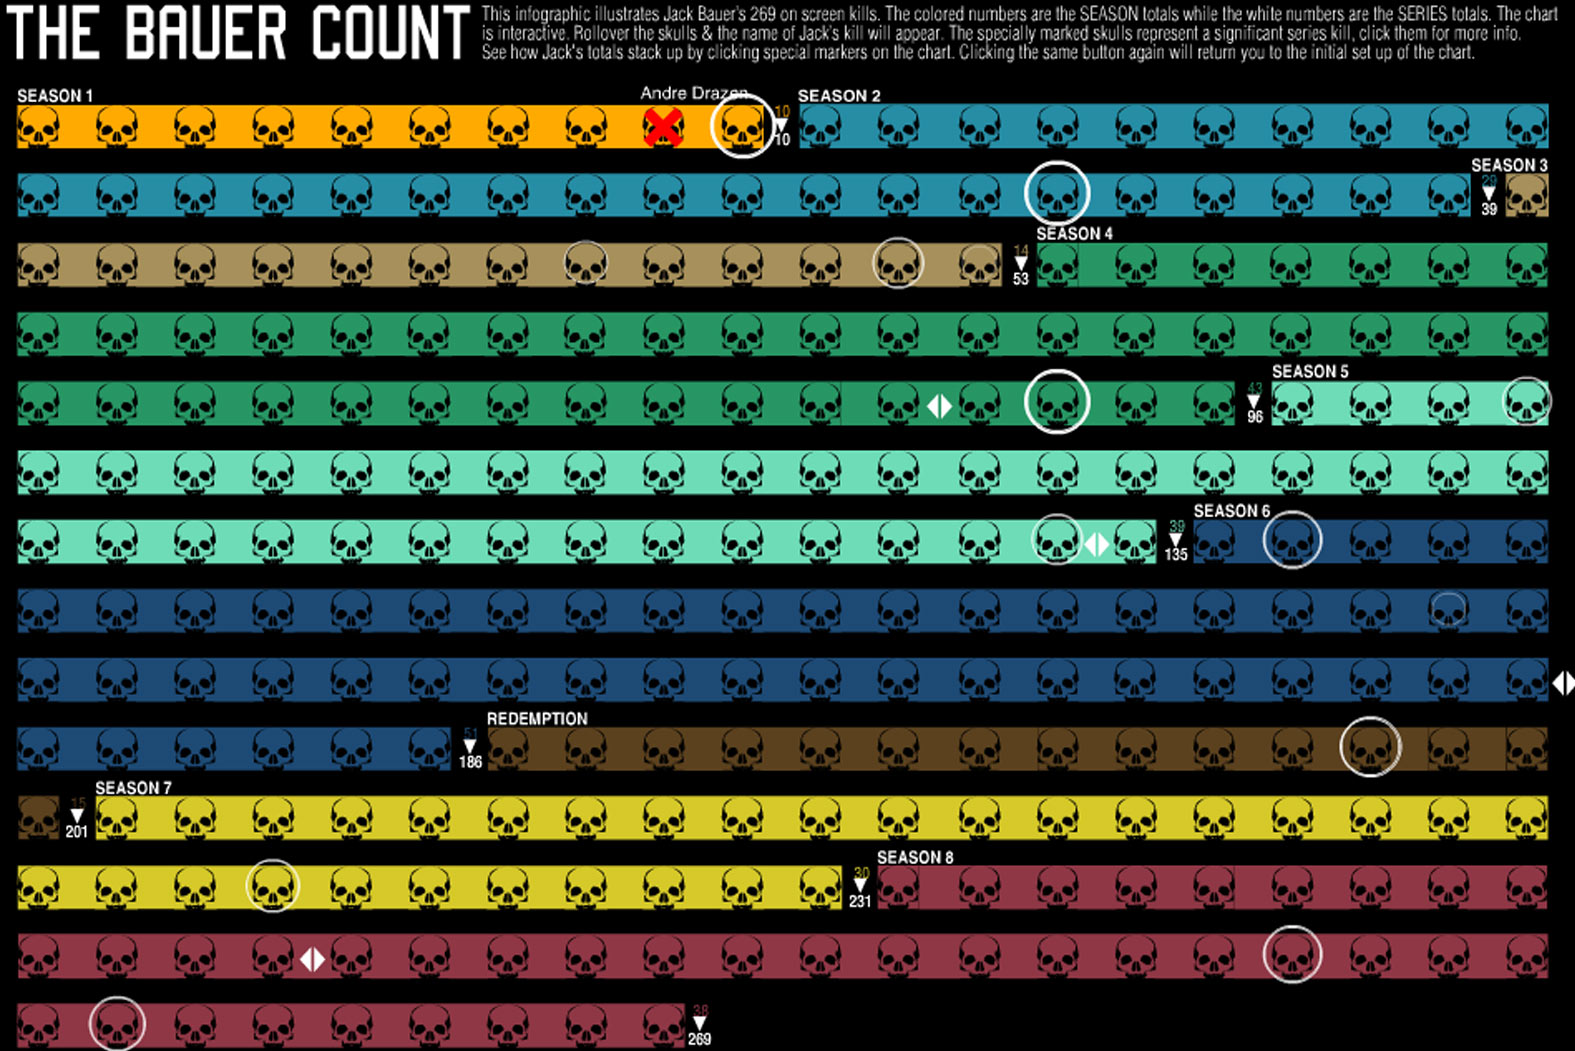 THE BAUER COUNT
This infographic illustrates Jack Bauer's 269 on screen kills. The colored numbers are the SEASON totals while the white numbers are the SERIES totals. The chart
is interactive. Rollover the skulls & the name of Jack's kill will appear. The specially marked skulls represent a significant series kill, click them for more info.
See how Jack's totals stack up by clicking special markers on the chart. Clicking the same button again will return you to the initial set up of the chart.
SEASON 1
Andre Drazen
10
10
SEASON 2
29
39
SEASON 3
14
53
SEASON 4
43
96
SEASON 5
39
135
SEASON 6
51
186
REDEMPTION
15
201
SEASON 7
30
231
SEASON 8
38
269